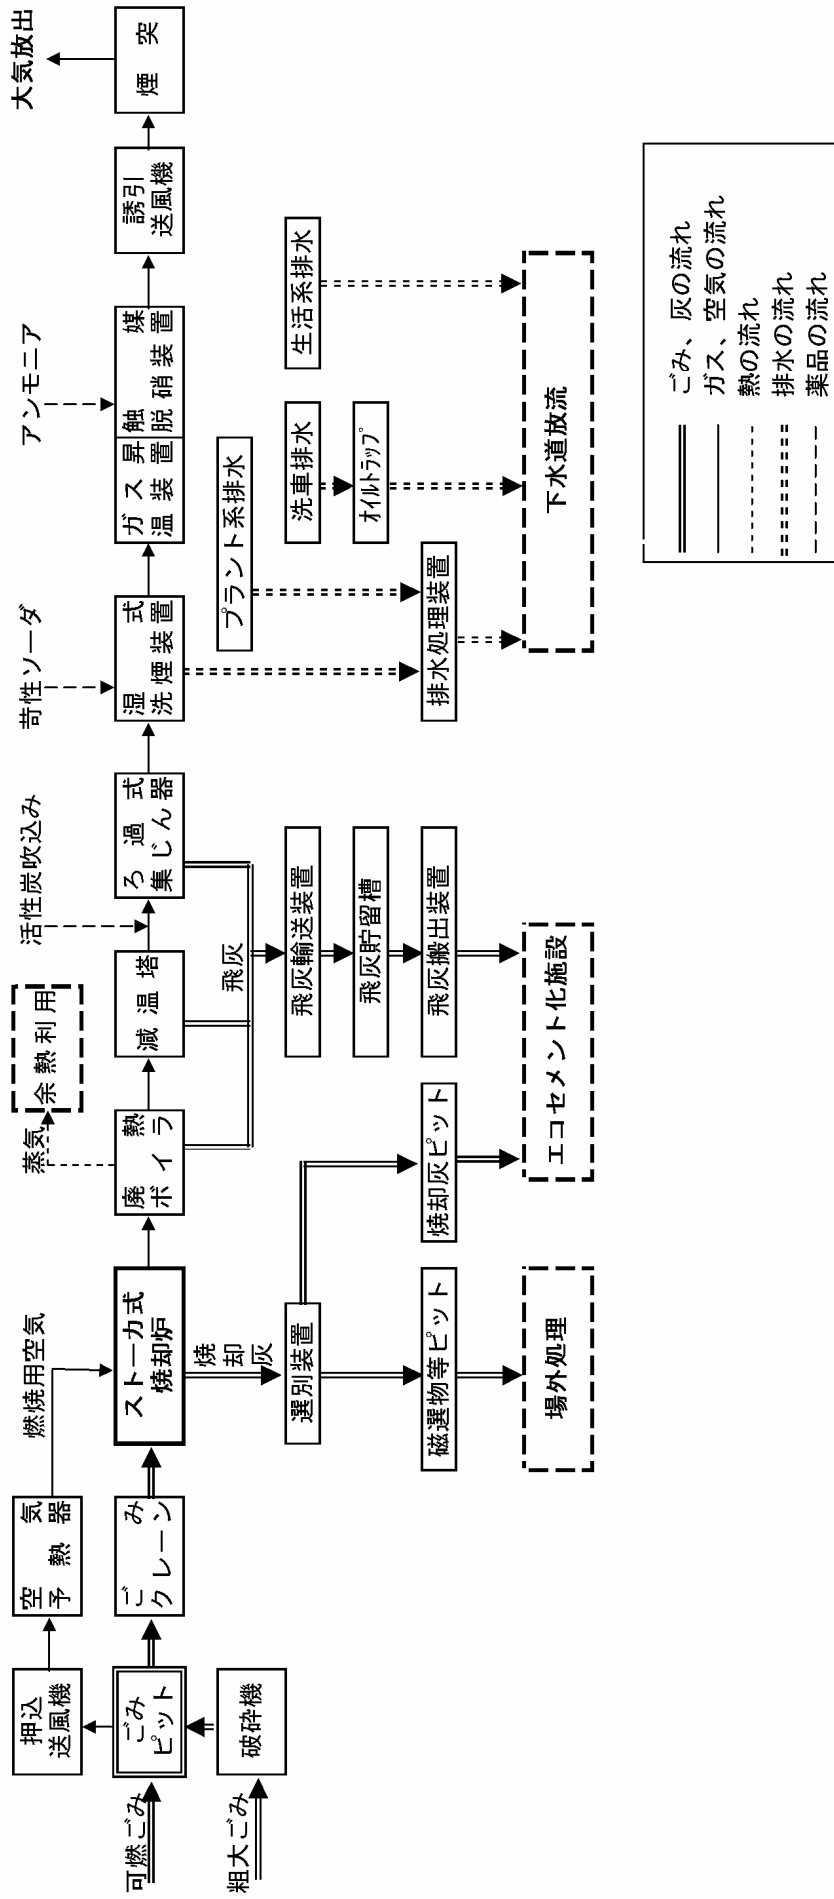 可燃ごみ
粗大ごみ
押込
送風機
ごみ
ピット
破砕機
空気
予熱器
ごみ
クレーン
燃焼用空気
ストーカ式
焼却炉
焼却灰
選別装置
磁選物等ピット
場外処理
蒸気
余熱利用
廃熱
ボイラ
減温塔
飛灰
焼却灰ピット
エコセメント化施設
活性炭吹込み
ろ過式
集じん器
飛灰輸送装置
飛灰貯留槽
飛灰搬出装置
苛性ソーダ
湿式
洗煙装置
プラント系排水
排水処理装置
アンモニア
ガス昇
温装置
触媒
脱硝装置
洗車排水
オイルトラップ
生活系排水
下水道放流
誘引
送風機
煙突
大気放出
ごみ、灰の流れ
ガス、空気の流れ
熱の流れ
排水の流れ
薬品の流れ